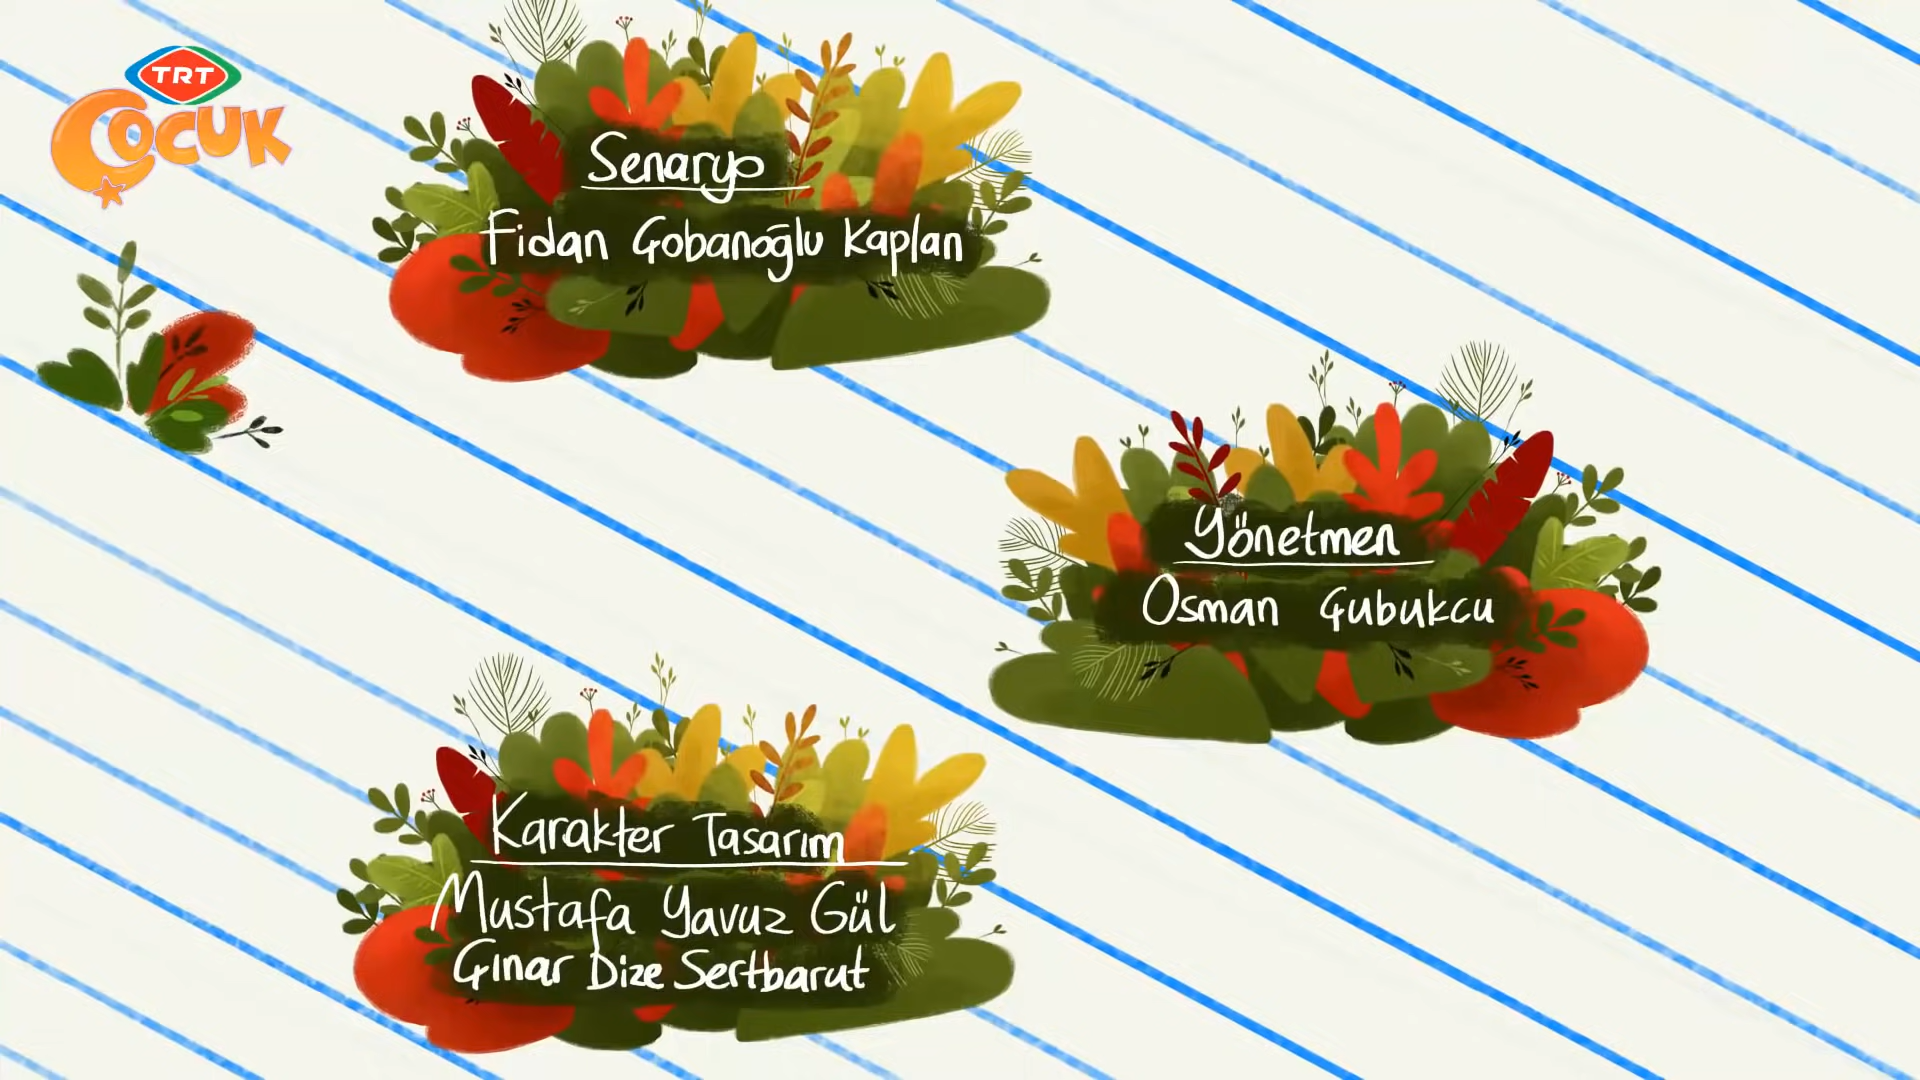 TRT
ÇOCUK
Senaryo
Fidan Çobanoğlu Kaplan
Yönetmen
Osman Çubukcu
Karakter Tasarım
Mustafa Yavuz Gül
Çınar Dize Sertbarut